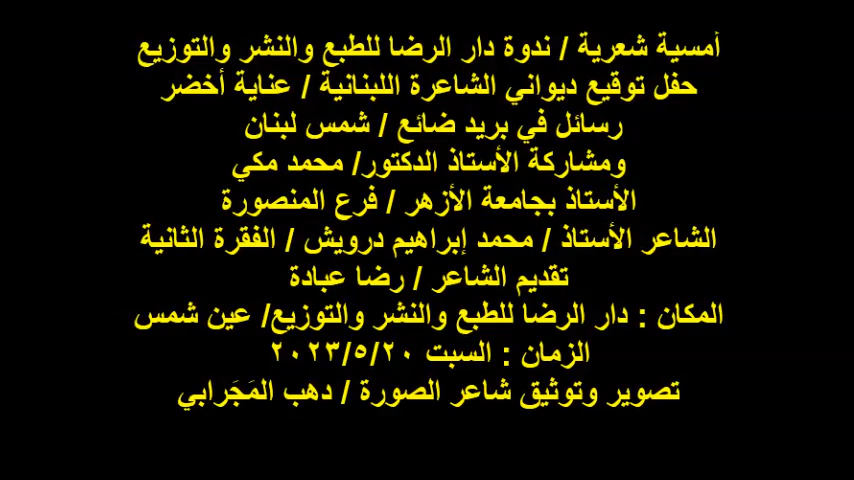 أمسية شعرية / ندوة دار الرضا للطبع والنشر والتوزيع
حفل توقيع ديواني الشاعرة اللبنانية / عناية أخضر
رسائل في بريد ضائع / شمس لبنان
ومشاركة الأستاذ الدكتور/ محمد مكي
الأستاذ بجامعة الأزهر / فرع المنصورة
الشاعر الأستاذ / محمد إبراهيم درويش / الفقرة الثانية
تقديم الشاعر / رضا عبادة
المكان : دار الرضا للطبع والنشر والتوزيع/ عين شمس
الزمان : السبت ٢٠٢٣/٥/٢٠
تصوير وتوثيق شاعر الصورة / دهب المَجَرابي